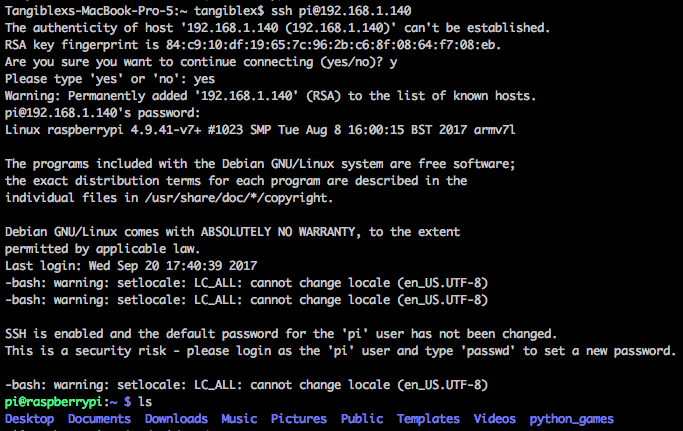 Tangiblexs-MacBook-Pro-5:~ tangiblex$ ssh pi@192.168.1.140
The authenticity of host '192.168.1.140 (192.168.1.140)' can't be established.
RSA key fingerprint is 84:c9:10:df:19:65:7c:96:2b:c6:8f:08:64:f7:08:eb.
Are you sure you want to continue connecting (yes/no)? y
Please type 'yes' or 'no': yes
Warning: Permanently added '192.168.1.140' (RSA) to the list of known hosts.
pi@192.168.1.140's password:
Linux raspberrypi 4.9.41-v7+ #1023 SMP Tue Aug 8 16:00:15 BST 2017 armv7l
The programs included with the Debian GNU/Linux system are free software;
the exact distribution terms for each program are described in the
individual files in /usr/share/doc/*/copyright.
Debian GNU/Linux comes with ABSOLUTELY NO WARRANTY, to the extent
permitted by applicable law.
Last login: Wed Sep 20 17:40:39 2017
-bash: warning: setlocale: LC_ALL: cannot change locale (en_US.UTF-8)
-bash: warning: setlocale: LC_ALL: cannot change locale (en_US.UTF-8)
SSH is enabled and the default password for the 'pi' user has not been changed.
This is a security risk - please login as the 'pi' user and type 'passwd' to set a new password.
-bash: warning: setlocale: LC_ALL: cannot change locale (en_US.UTF-8)
pi@raspberrypi:~ $ ls
Desktop Documents Downloads Music Pictures Public Templates Videos python_games